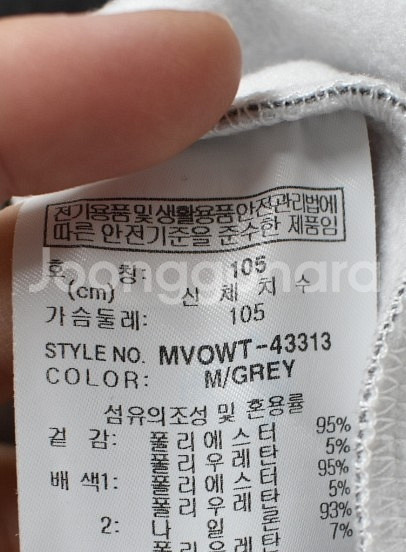 전기용품및생활용품안전관리법에
따른 안전기준을 준수한 제품임
호 칭: 105
(cm) 신 체 치 수
가슴둘레: 105
STYLE NO. MVOWT-43313
COLOR: M/GREY
섬유의조성 및 혼용률
겉 감: 폴리에스터 95%
폴리우레탄 5%
배 색1: 폴리에스터 95%
폴리우레탄 5%
2: 나 일 론 93%
폴리우레탄 7%
Joonggonara